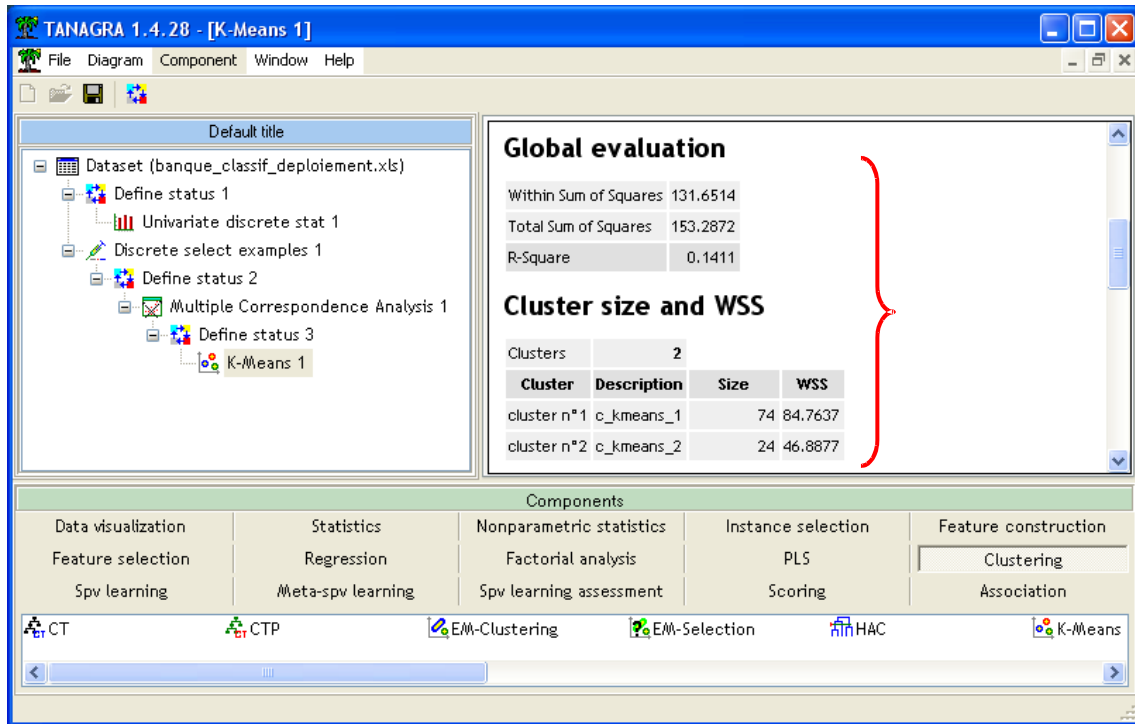 TANAGRA 1.4.28 - [K-Means 1]
File Diagram Component Window Help
Default title
Dataset (banque_classif_deploiement.xls)
Define status 1
Univariate discrete stat 1
Discrete select examples 1
Define status 2
Multiple Correspondence Analysis 1
Define status 3
K-Means 1
Global evaluation
Within Sum of Squares 131.6514
Total Sum of Squares 153.2872
R-Square 0.1411
Cluster size and WSS
Clusters 2
Cluster Description Size WSS
cluster n°1 c_kmeans_1 74 84.7637
cluster n°2 c_kmeans_2 24 46.8877
Components
Data visualization Statistics Nonparametric statistics Instance selection Feature construction
Feature selection Regression Factorial analysis PLS Clustering
Spv learning Meta-spv learning Spv learning assessment Scoring Association
CT CTP EM-Clustering EM-Selection HAC K-Means